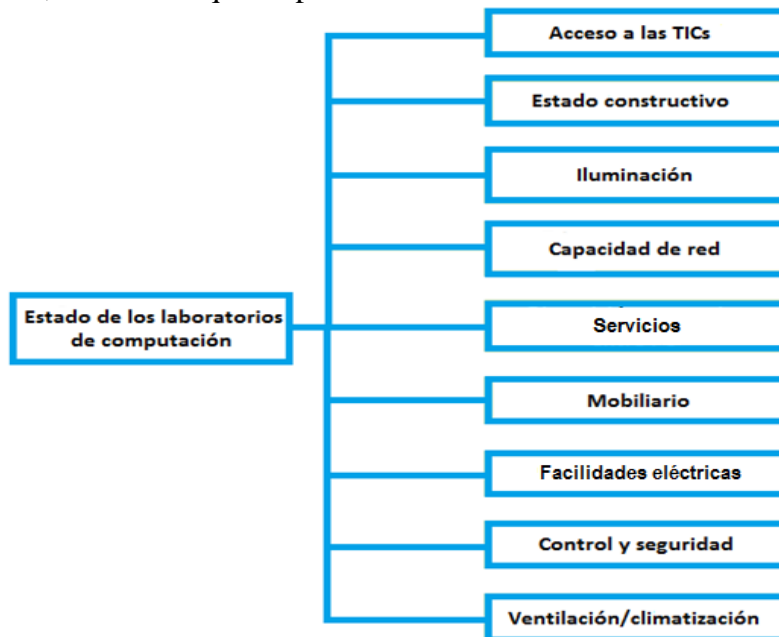 Acceso a las TICs
Estado constructivo
Iluminación
Capacidad de red
Estado de los laboratorios
de computación
Servicios
Mobiliario
Facilidades eléctricas
Control y seguridad
Ventilación/climatización